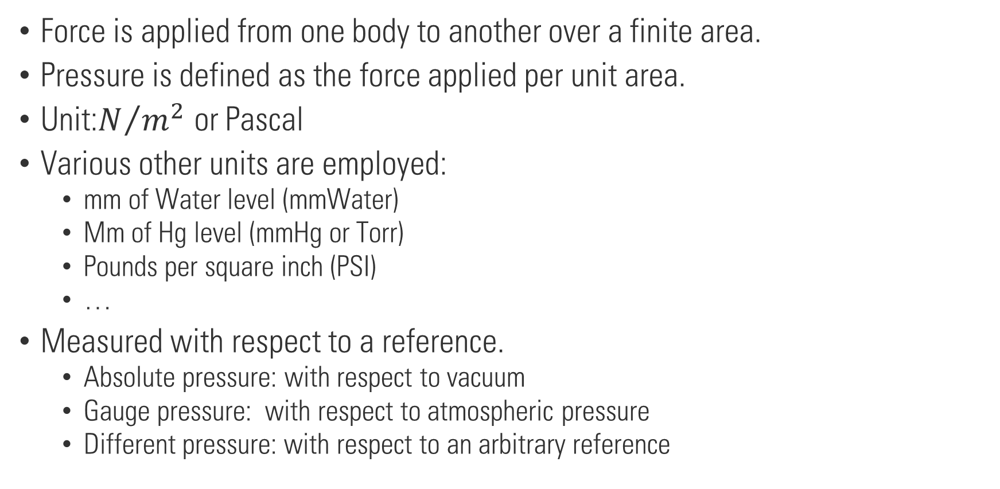 • Force is applied from one body to another over a finite area.
• Pressure is defined as the force applied per unit area.
• Unit:N/m² or Pascal
• Various other units are employed:
• mm of Water level (mmWater)
• Mm of Hg level (mmHg or Torr)
• Pounds per square inch (PSI)
• ...
• Measured with respect to a reference.
• Absolute pressure: with respect to vacuum
• Gauge pressure:  with respect to atmospheric pressure
• Different pressure: with respect to an arbitrary reference